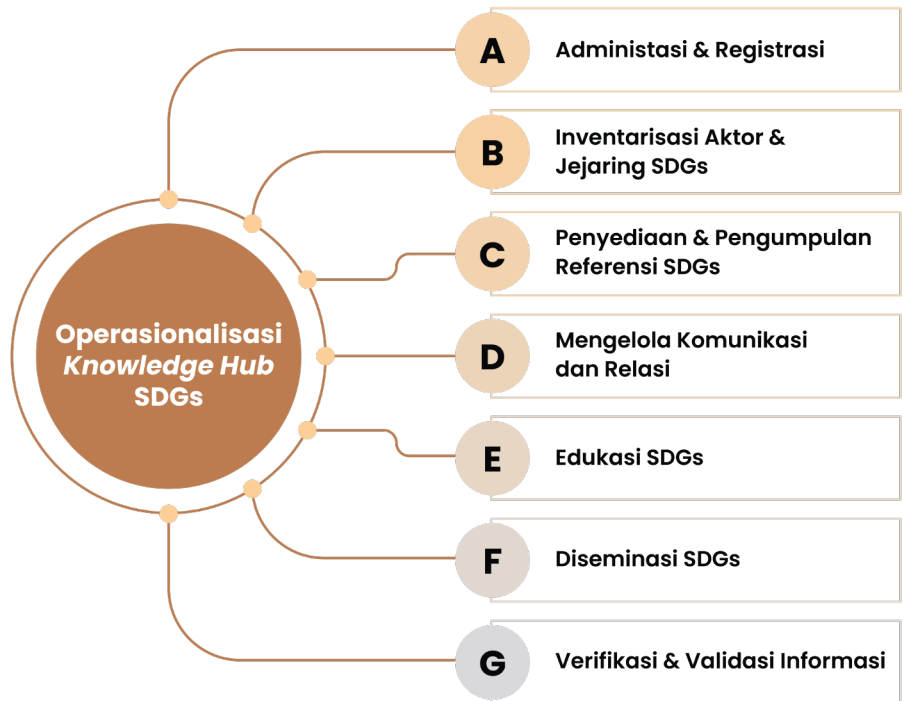 A
Administasi & Registrasi
B
Inventarisasi Aktor &
Jejaring SDGs
C
Penyediaan & Pengumpulan
Referensi SDGs
Operasionalisasi
Knowledge Hub
SDGs
D
Mengelola Komunikasi
dan Relasi
E
Edukasi SDGs
F
Diseminasi SDGs
G
Verifikasi & Validasi Informasi